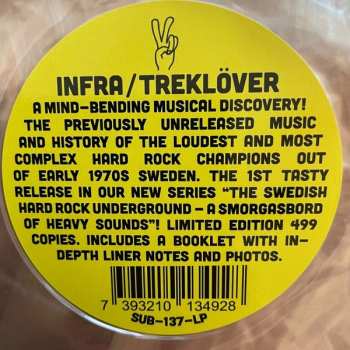 INFRA/TREKLÖVER
A MIND-BENDING MUSICAL DISCOVERY!
THE PREVIOUSLY UNRELEASED MUSIC
AND HISTORY OF THE LOUDEST AND MOST
COMPLEX HARD ROCK CHAMPIONS OUT
OF EARLY 1970S SWEDEN. THE 1ST TASTY
RELEASE IN OUR NEW SERIES "THE SWEDISH
HARD ROCK UNDERGROUND - A SMORGASBORD
OF HEAVY SOUNDS"! LIMITED EDITION 499
COPIES. INCLUDES A BOOKLET WITH IN-
DEPTH LINER NOTES AND PHOTOS.
7 393210 134928
SUB-137-LP